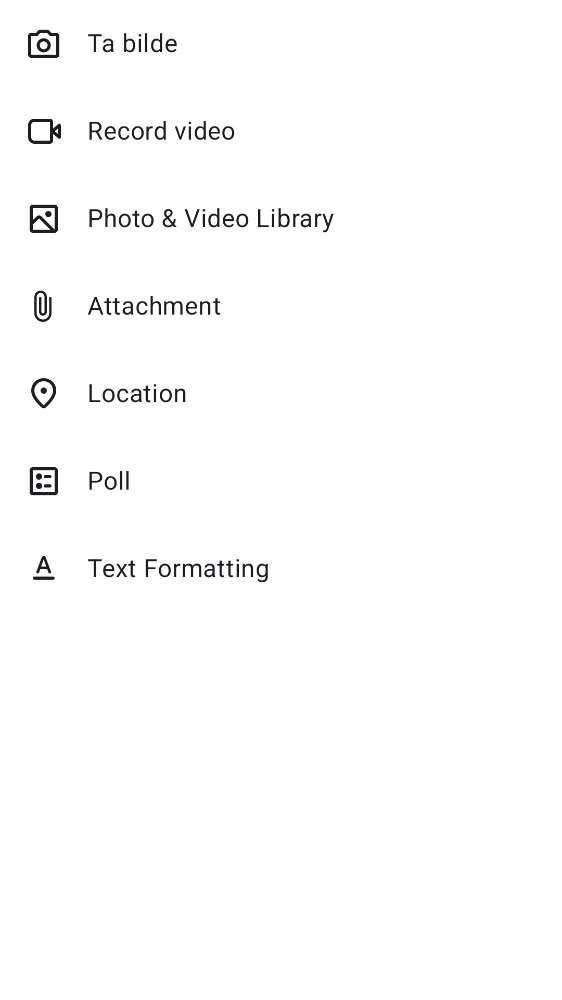 Ta bilde
Record video
Photo & Video Library
Attachment
Location
Poll
Text Formatting